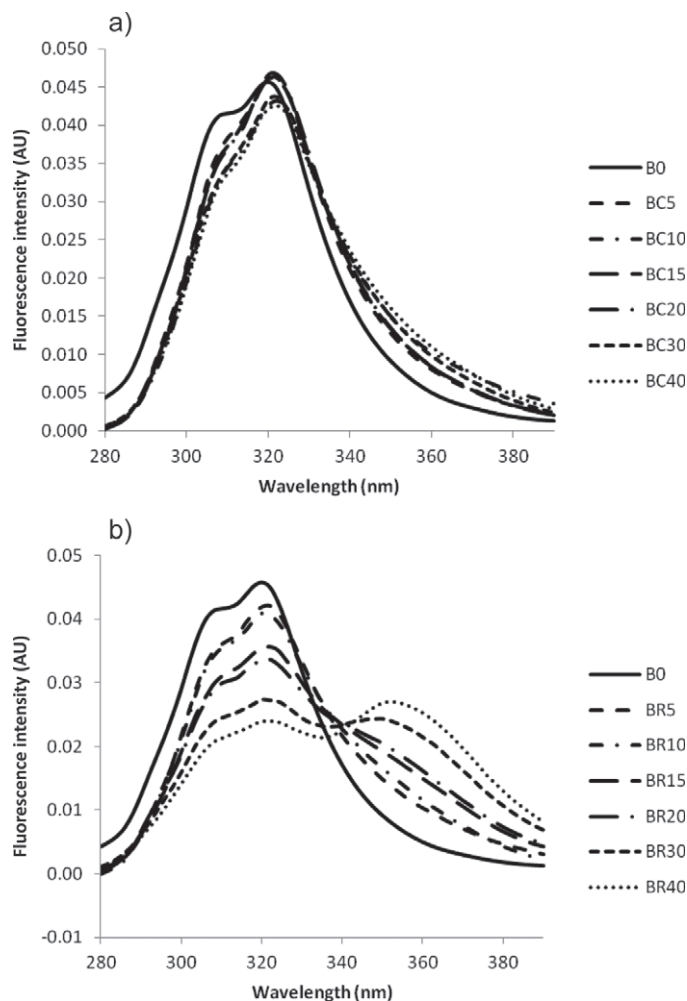 a)
Fluorescence intensity (AU)
0.050
0.045
0.040
0.035
0.030
0.025
0.020
0.015
0.010
0.005
0.000
280 300 320 340 360 380
Wavelength (nm)
B0
BC5
BC10
BC15
BC20
BC30
BC40
b)
Fluorescence intensity (AU)
0.05
0.04
0.03
0.02
0.01
0.00
-0.01
280 300 320 340 360 380
Wavelength (nm)
B0
BR5
BR10
BR15
BR20
BR30
BR40